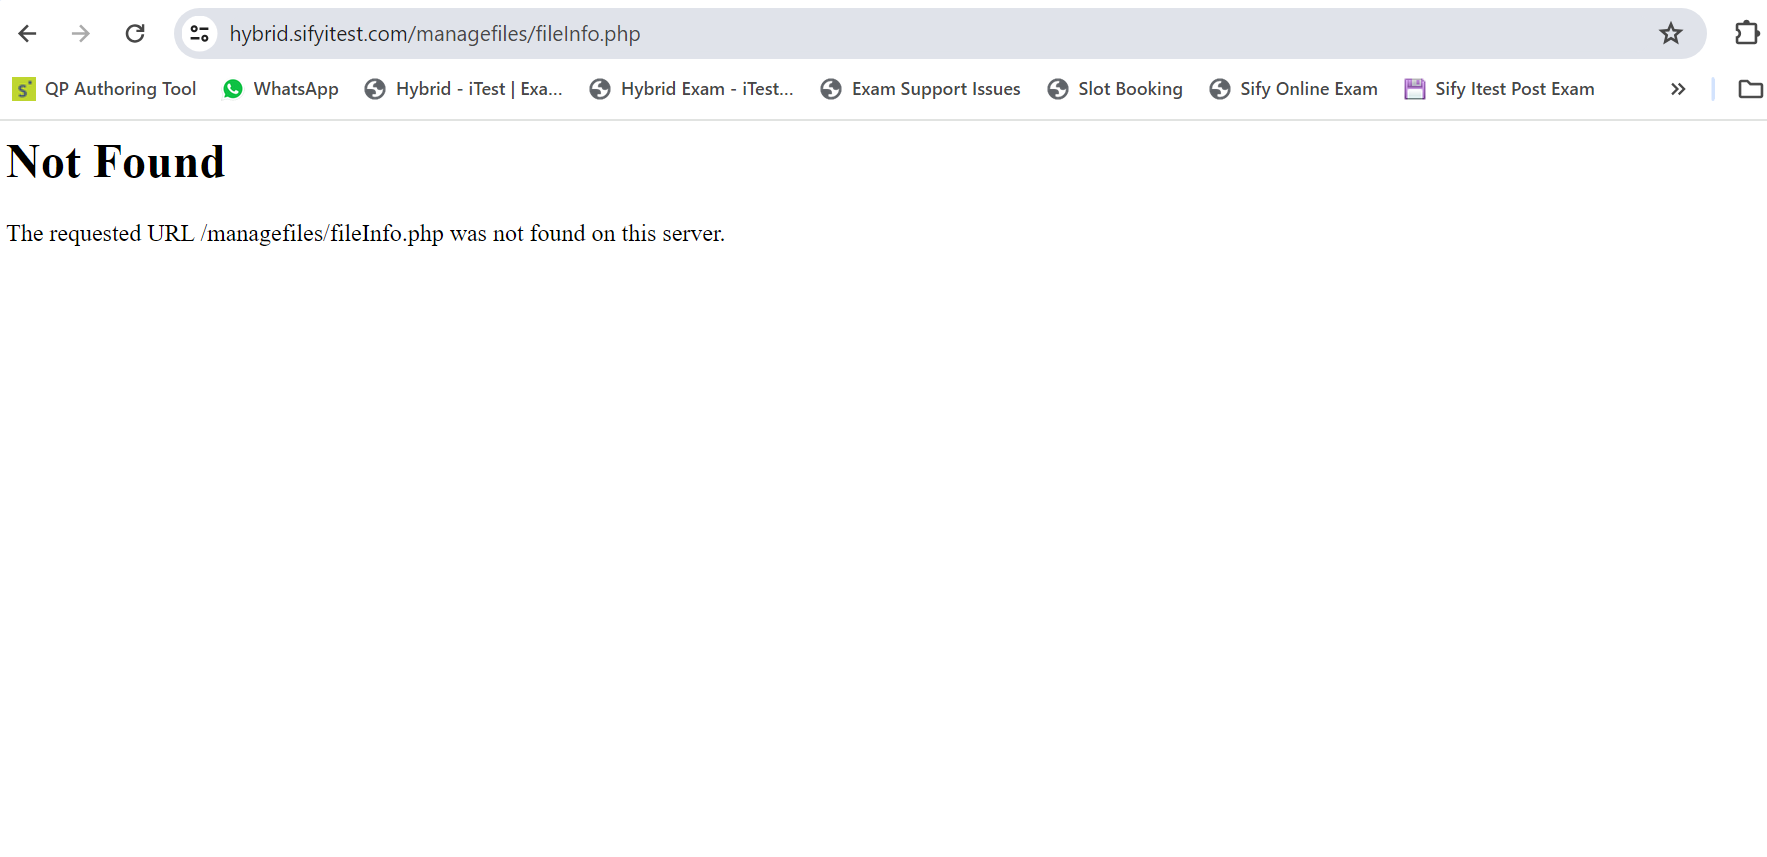 hybrid.sifyitest.com/managefiles/fileInfo.php
S QP Authoring Tool WhatsApp Hybrid - iTest | Exa... Hybrid Exam - iTest... Exam Support Issues Slot Booking Sify Online Exam Sify Itest Post Exam »
Not Found
The requested URL /managefiles/fileInfo.php was not found on this server.